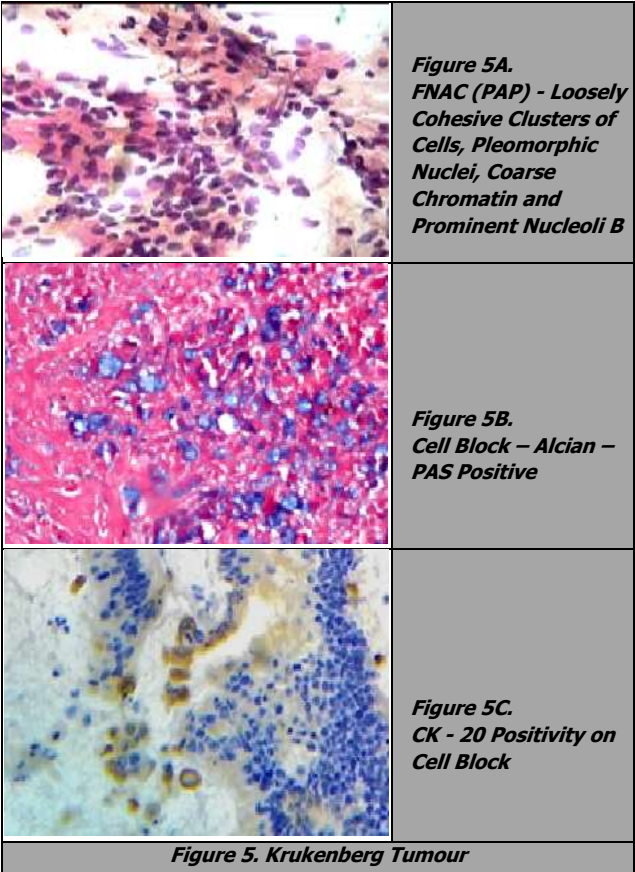 Figure 5A.
FNAC (PAP) - Loosely
Cohesive Clusters of
Cells, Pleomorphic
Nuclei, Coarse
Chromatin and
Prominent Nucleoli B
Figure 5B.
Cell Block – Alcian –
PAS Positive
Figure 5C.
CK - 20 Positivity on
Cell Block
Figure 5. Krukenberg Tumour